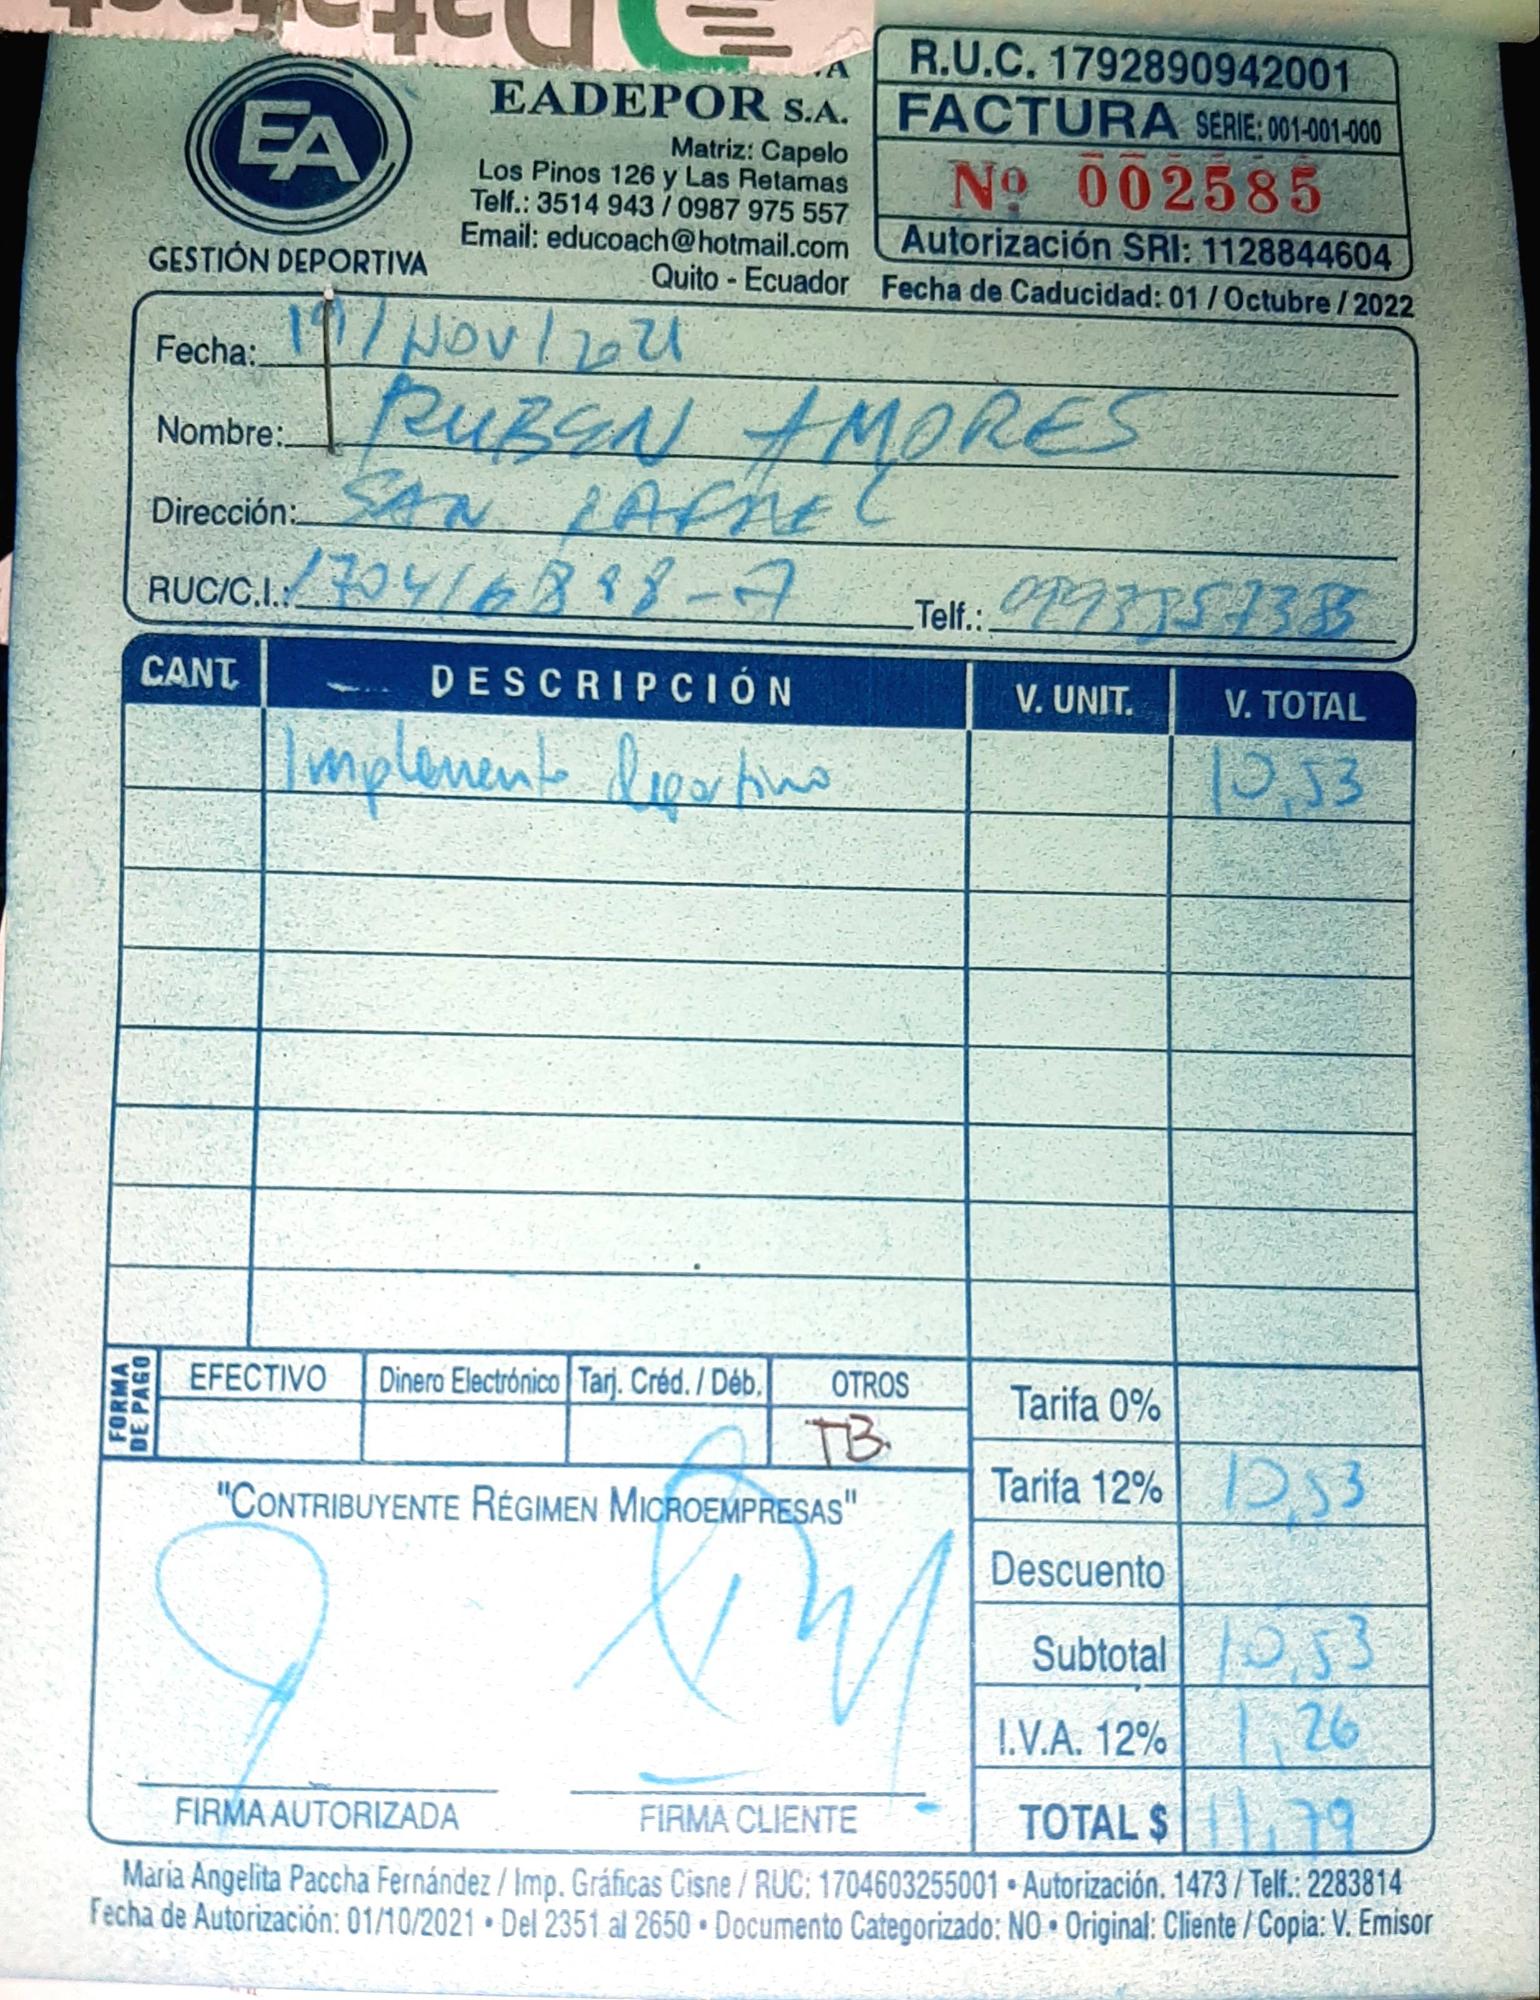 Datafast
EA
GESTIÓN DEPORTIVA
EADEPOR S.A.
Matriz: Capelo
Los Pinos 126 y Las Retamas
Telf.: 3514 943 / 0987 975 557
Email: educoach@hotmail.com
Quito - Ecuador
R.U.C. 1792890942001
FACTURA SERIE: 001-001-000
Nº 002585
Autorización SRI: 1128844604
Fecha de Caducidad: 01 / Octubre / 2022
Fecha: 19/NOV/2021
Nombre: RUBEN AMORES
Dirección: SAN RAFAEL
RUC/C.I.: Telf.:
CANT. DESCRIPCIÓN V. UNIT. V. TOTAL
Implemento deportivo 10,53
FORMA DE PAGO
EFECTIVO Dinero Electrónico Tarj. Créd. / Déb. OTROS
TB.
Tarifa 0%
Tarifa 12% 10,53
Descuento
Subtotal 10,53
I.V.A. 12% 1,26
TOTAL $ 11,79
"CONTRIBUYENTE RÉGIMEN MICROEMPRESAS"
FIRMA AUTORIZADA FIRMA CLIENTE
María Angelita Paccha Fernández / Imp. Gráficas Cisne / RUC: 1704603255001 • Autorización. 1473 / Telf.: 2283814
Fecha de Autorización: 01/10/2021 • Del 2351 al 2650 • Documento Categorizado: NO • Original: Cliente / Copia: V. Emisor